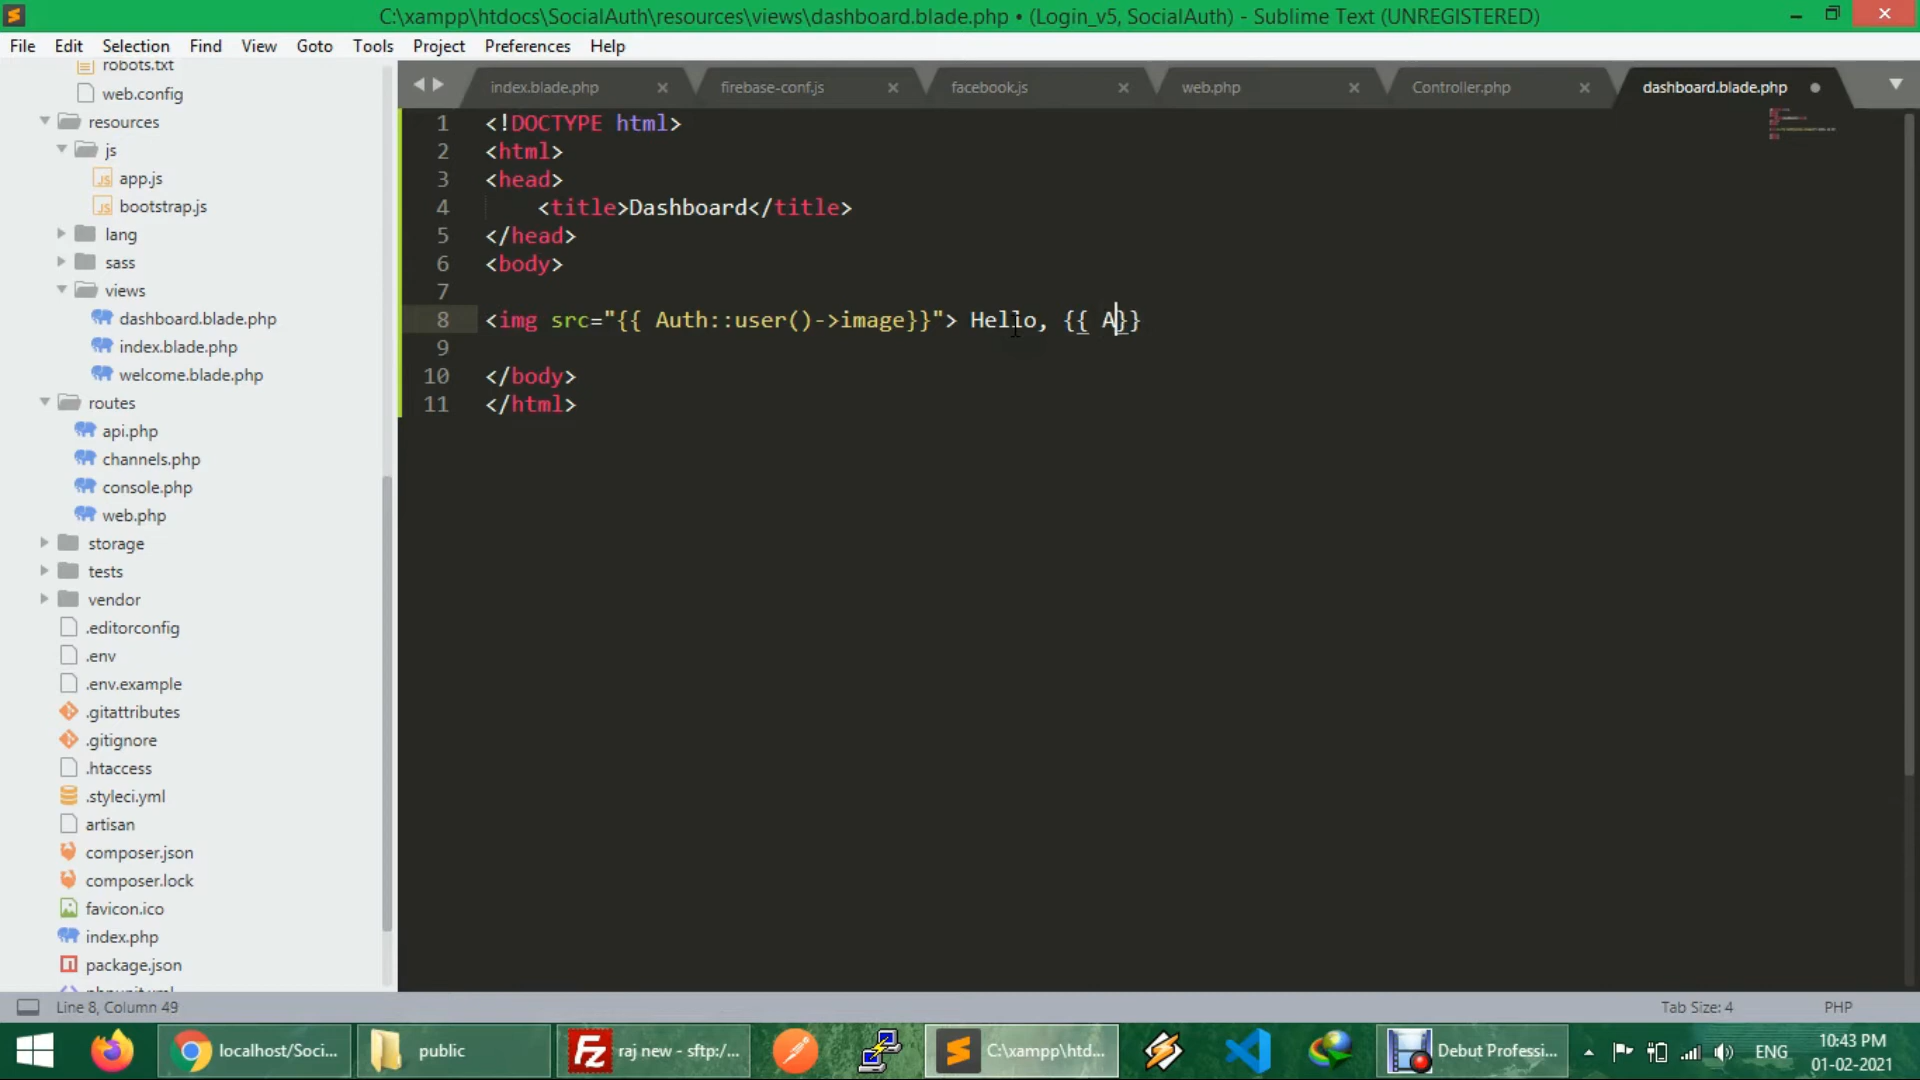 C:\xampp\htdocs\SocialAuth\resources\views\dashboard.blade.php • (Login_v5, SocialAuth) - Sublime Text (UNREGISTERED)
File Edit Selection Find View Goto Tools Project Preferences Help
robots.txt
web.config
resources
js
app.js
bootstrap.js
lang
sass
views
dashboard.blade.php
index.blade.php
welcome.blade.php
routes
api.php
channels.php
console.php
web.php
storage
tests
vendor
.editorconfig
.env
.env.example
.gitattributes
.gitignore
.htaccess
.styleci.yml
artisan
composer.json
composer.lock
favicon.ico
index.php
package.json
index.blade.php firebase-conf.js facebook.js web.php Controller.php dashboard.blade.php
1 <!DOCTYPE html>
2 <html>
3 <head>
4 <title>Dashboard</title>
5 </head>
6 <body>
7
8 <img src="{{ Auth::user()->image}}"> Hello, {{ A}}
9
10 </body>
11 </html>
Line 8, Column 49 Tab Size: 4 PHP
localhost/Soci... public raj new - sftp:/... C:\xampp\htd... Debut Professi... ENG 10:43 PM
01-02-2021